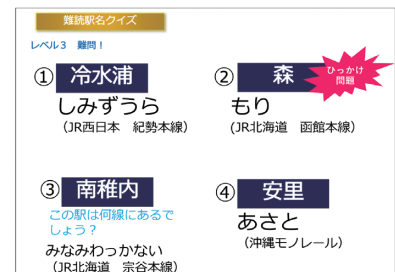 難読駅名クイズ
レベル３　難問！
① 冷水浦
しみずうら
（JR西日本　紀勢本線）
② 森
ひっかけ
問題
もり
(JR北海道　函館本線）
③ 南稚内
この駅は何線にあるで
しょう？
みなみわっかない
（JR北海道　宗谷本線）
④ 安里
あさと
（沖縄モノレール）